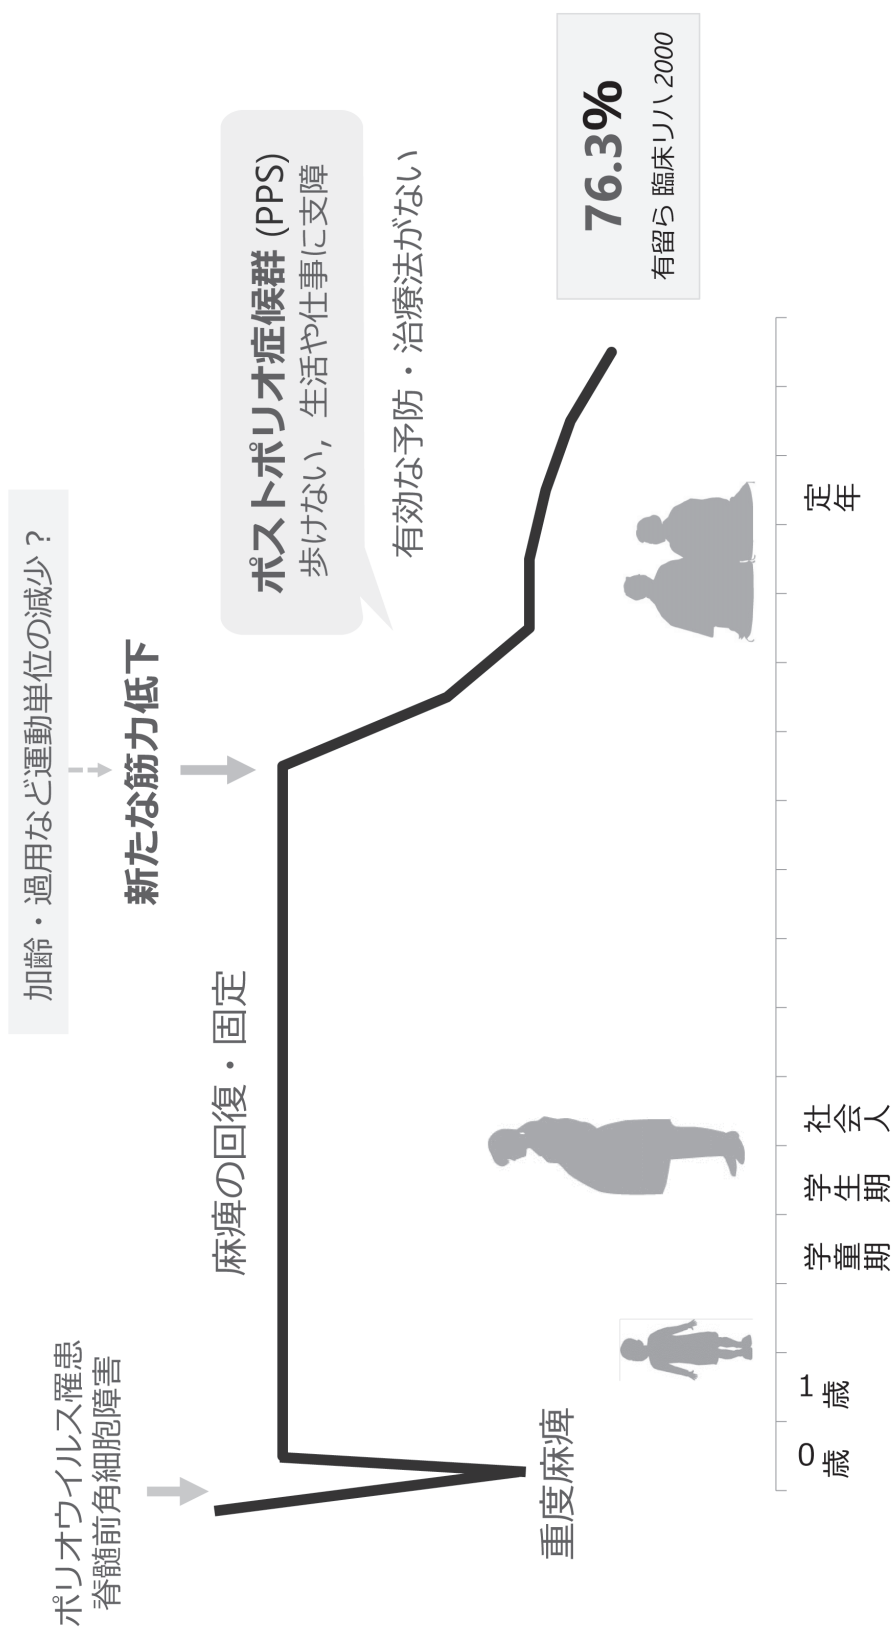 加齢・過用など運動単位の減少?
ポリオウイルス罹患
脊髄前角細胞障害
新たな筋力低下
麻痺の回復・固定
ポストポリオ症候群 (PPS)
歩けない, 生活や仕事に支障
有効な予防・治療法がない
重度麻痺
76.3%
有留ら 臨床リハ 2000
0
歳
1
歳
学
童
期
学
生
期
社
会
人
定
年